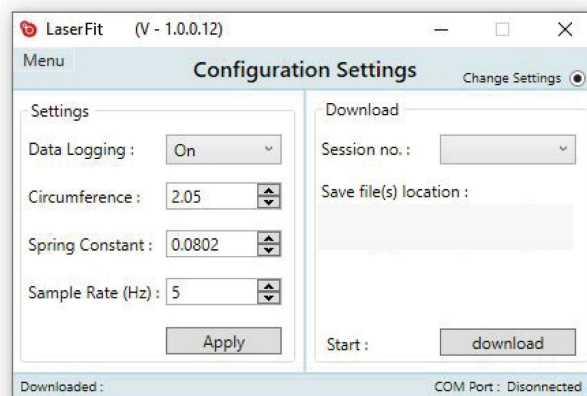 LaserFit (V - 1.0.0.12)
Menu
Configuration Settings
Change Settings
Settings
Data Logging : On
Circumference : 2.05
Spring Constant : 0.0802
Sample Rate (Hz) : 5
Apply
Download
Session no. :
Save file(s) location :
Start : download
Downloaded :
COM Port : Disonnected